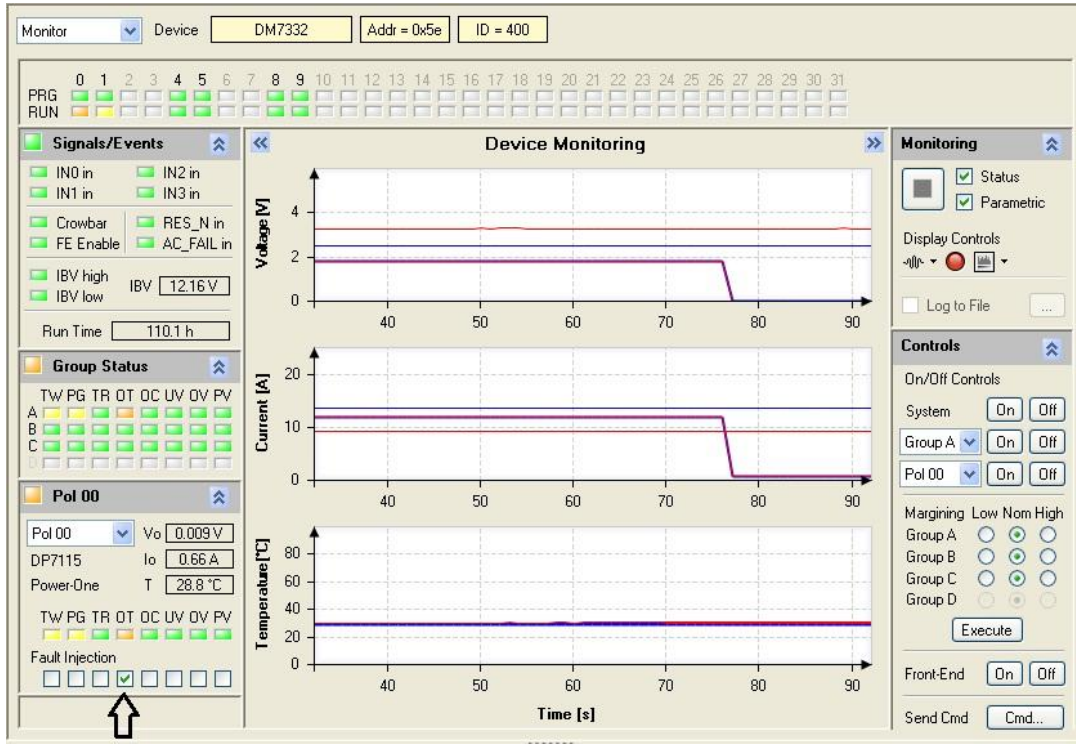 Monitor Device DM7332 Addr = 0x5e ID = 400
0 1 2 3 4 5 6 7 8 9 10 11 12 13 14 15 16 17 18 19 20 21 22 23 24 25 26 27 28 29 30 31
PRG
RUN
Signals/Events
IN0 in IN2 in
IN1 in IN3 in
Crowbar RES_N in
FE Enable AC_FAIL in
IBV high
IBV low
IBV 12.16 V
Run Time 110.1 h
Group Status
TW PG TR OT OC UV OV PV
A
B
C
D
Pol 00
Pol 00 Vo 0.009 V
DP7115 Io 0.66 A
Power-One T 28.8 °C
TW PG TR OT OC UV OV PV
Fault Injection
Device Monitoring
Voltage [V]
4
2
0
40 50 60 70 80 90
Current [A]
20
10
0
40 50 60 70 80 90
Temperature[°C]
80
60
40
20
0
40 50 60 70 80 90
Time [s]
Monitoring
Status
Parametric
Display Controls
Log to File ...
Controls
On/Off Controls
System On Off
Group A On Off
Pol 00 On Off
Margining Low Nom High
Group A
Group B
Group C
Group D
Execute
Front-End On Off
Send Cmd Cmd...